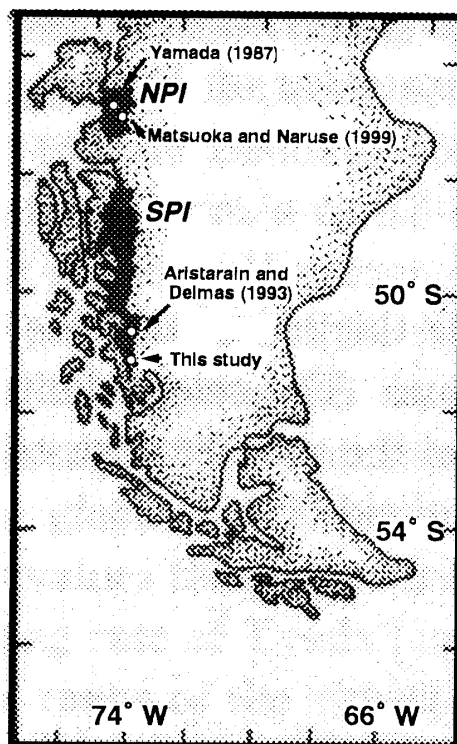 Yamada (1987)
NPI
Matsuoka and Naruse (1999)
SPI
Aristarain and
Delmas (1993)
50° S
This study
54° S
74° W
66° W